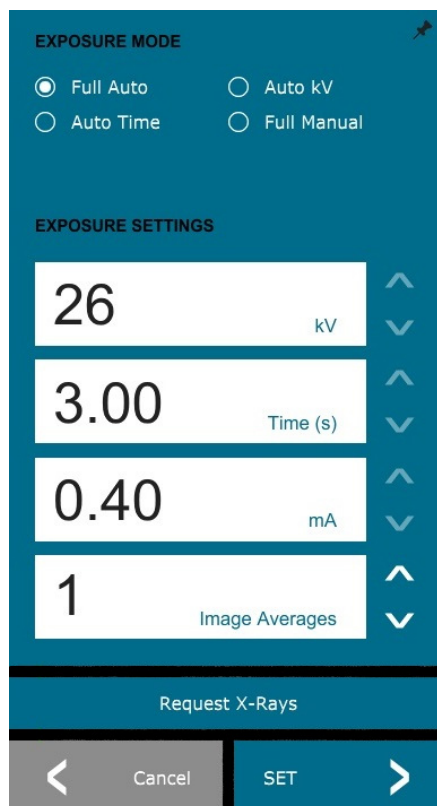 EXPOSURE MODE
Full Auto Auto kV
Auto Time Full Manual
EXPOSURE SETTINGS
26 kV
3.00 Time (s)
0.40 mA
1 Image Averages
Request X-Rays
Cancel SET